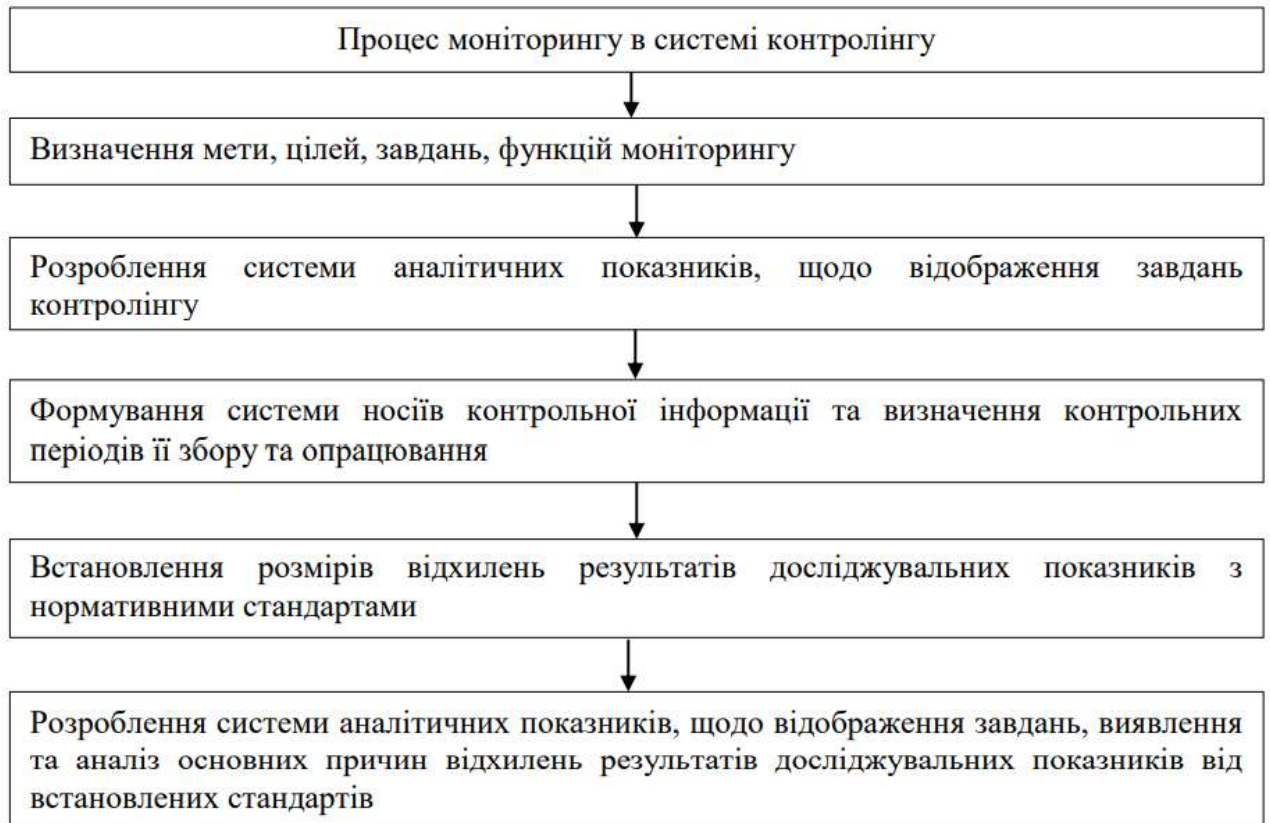 Процес моніторингу в системі контролінгу
Визначення мети, цілей, завдань, функцій моніторингу
Розроблення системи аналітичних показників, щодо відображення завдань
контролінгу
Формування системи носіїв контрольної інформації та визначення контрольних
періодів її збору та опрацювання
Встановлення розмірів відхилень результатів досліджувальних показників з
нормативними стандартами
Розроблення системи аналітичних показників, щодо відображення завдань, виявлення
та аналіз основних причин відхилень результатів досліджувальних показників від
встановлених стандартів